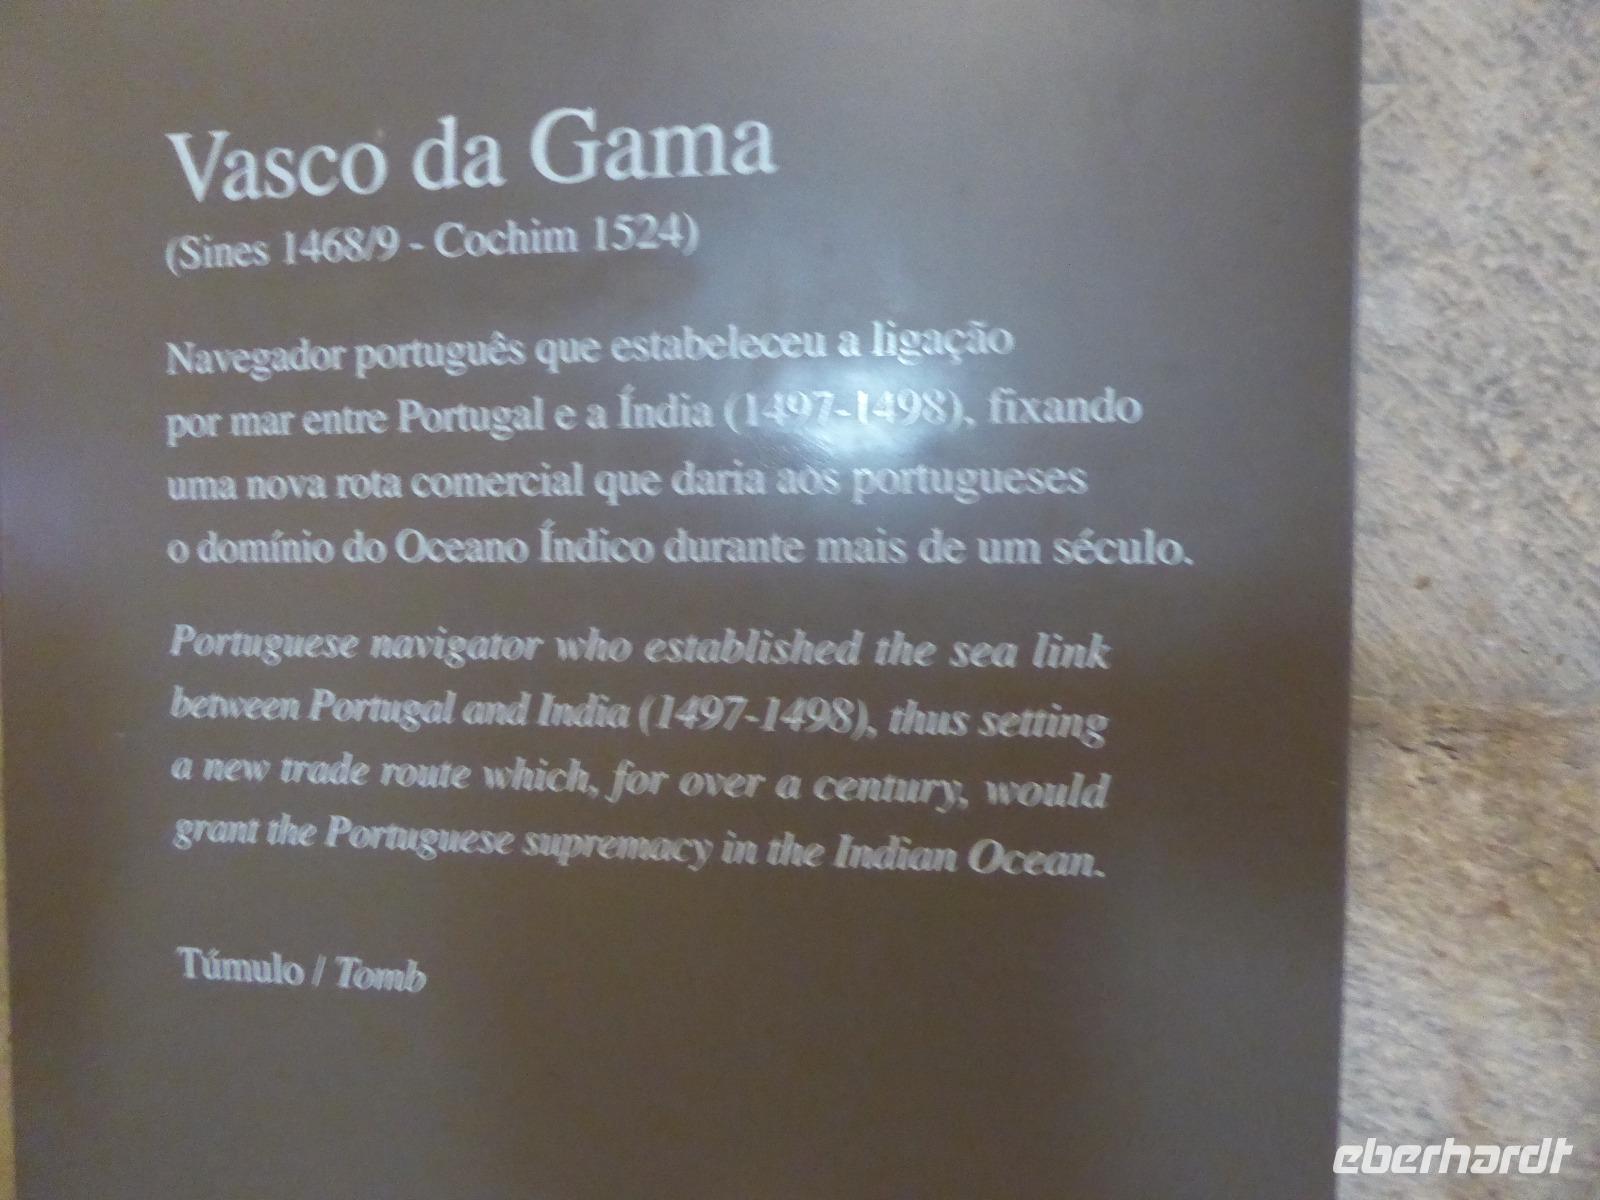 Vasco da Gama
(Sines 1468/9 - Cochim 1524)
Navegador português que estabeleceu a ligação
por mar entre Portugal e a Índia (1497-1498), fixando
uma nova rota comercial que daria aos portugueses
o domínio do Oceano Índico durante mais de um século.
Portuguese navigator who established the sea link
between Portugal and India (1497-1498), thus setting
a new trade route which, for over a century, would
grant the Portuguese supremacy in the Indian Ocean.
Túmulo / Tomb
eberhardt